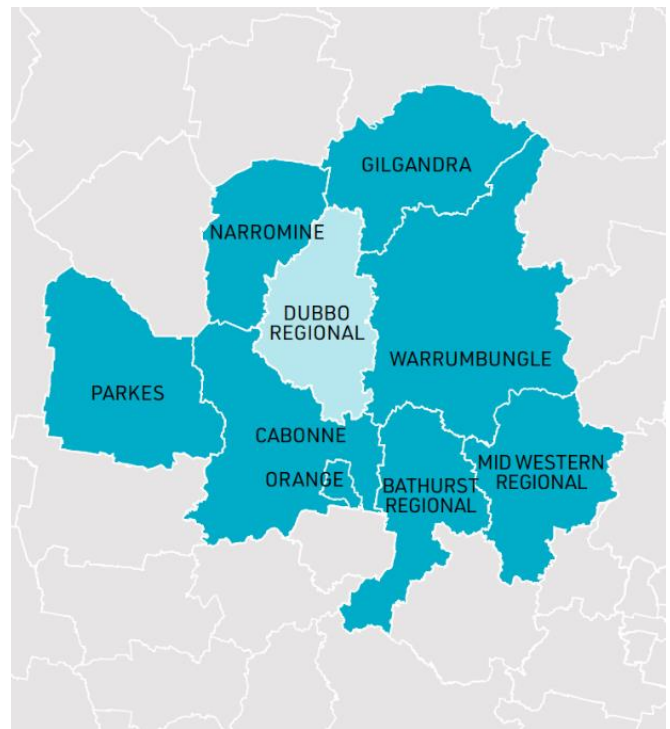 GILGANDRA
NARROMINE
DUBBO
REGIONAL
WARRUMBUNGLE
PARKES
CABONNE
ORANGE
BATHURST
REGIONAL
MID WESTERN
REGIONAL